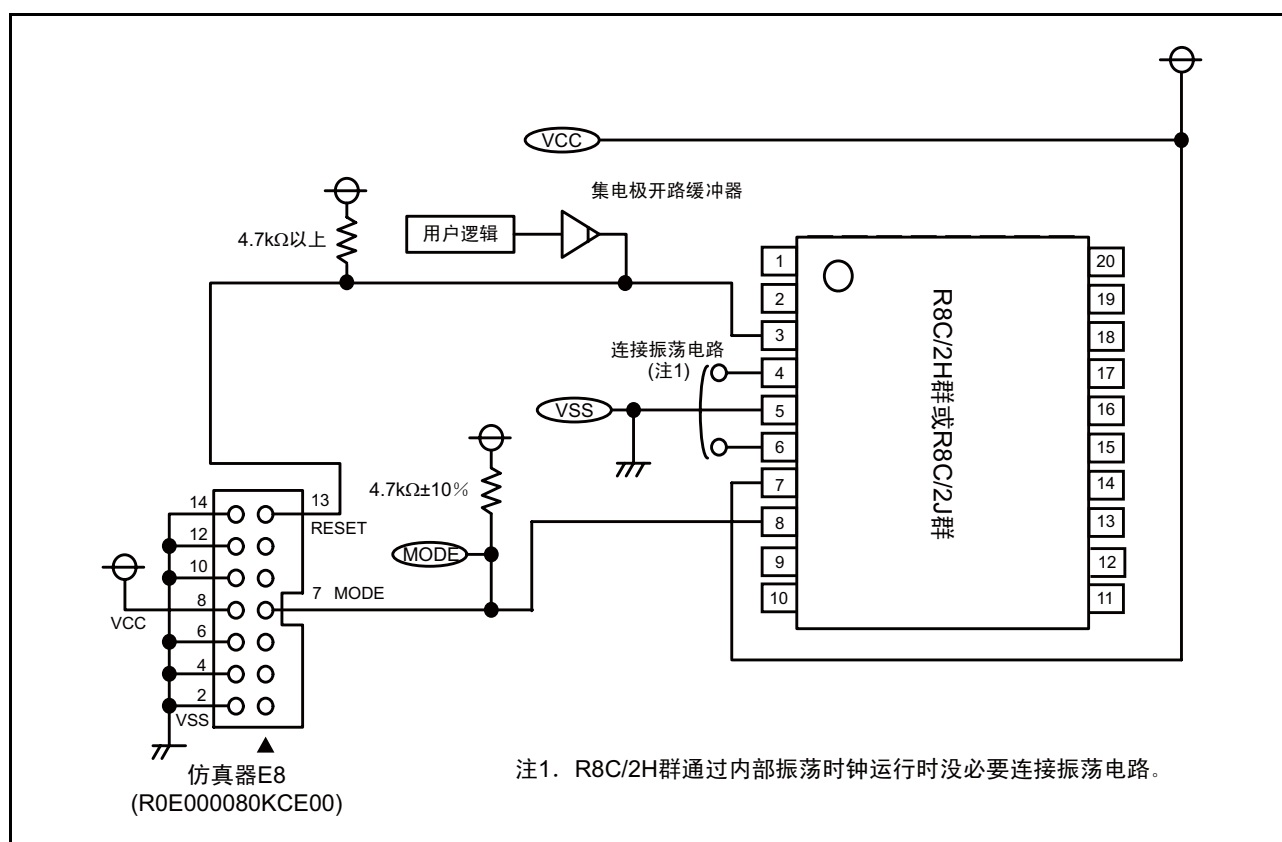 VCC
集电极开路缓冲器
4.7kΩ以上
用户逻辑
1
2
3
4
5
6
7
8
9
10
20
19
18
17
16
15
14
13
12
11
R8C/2H群或R8C/2J群
连接振荡电路
(注1)
VSS
4.7kΩ±10%
MODE
14
12
10
8
6
4
2
13
RESET
7 MODE
VCC
VSS
仿真器E8
(R0E000080KCE00)
注1. R8C/2H群通过内部振荡时钟运行时没必要连接振荡电路。